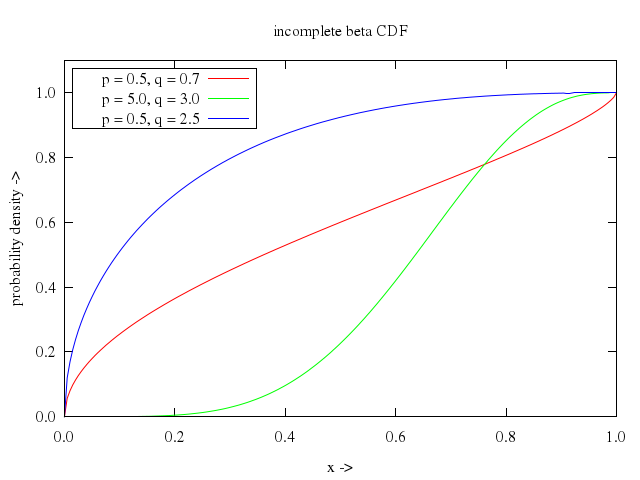 incomplete beta CDF
p = 0.5, q = 0.7
p = 5.0, q = 3.0
p = 0.5, q = 2.5
probability density ->
1.0
0.8
0.6
0.4
0.2
0.0
0.0 0.2 0.4 0.6 0.8 1.0
x ->